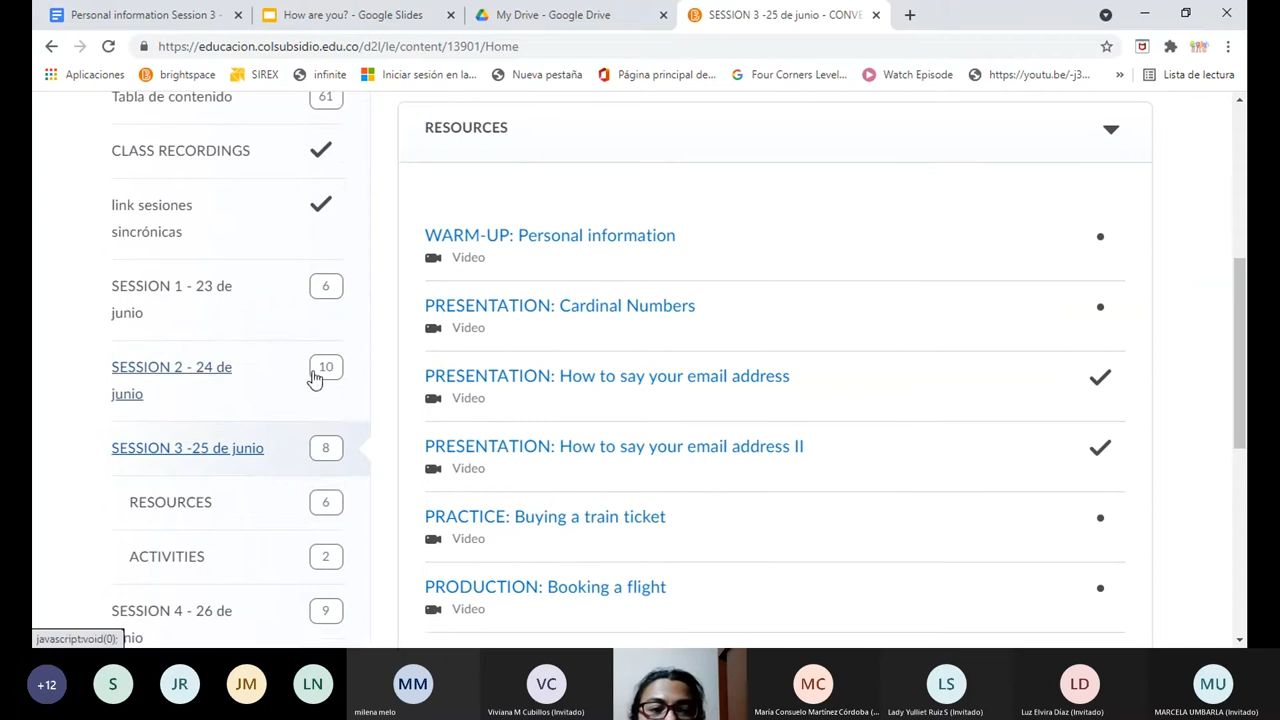 Personal information Session 3 -
How are you? - Google Slides
My Drive - Google Drive
SESSION 3 -25 de junio - CONVE
https://educacion.colsubsidio.edu.co/d2l/le/content/13901/Home
Aplicaciones
brightspace
SIREX
infinite
Iniciar sesión en la...
Nueva pestaña
Página principal de...
Four Corners Level...
Watch Episode
https://youtu.be/-j3...
»
Lista de lectura
Tabla de contenido
61
CLASS RECORDINGS
link sesiones
sincrónicas
SESSION 1 - 23 de
junio
6
SESSION 2 - 24 de
junio
10
SESSION 3 -25 de junio
8
RESOURCES
6
ACTIVITIES
2
SESSION 4 - 26 de
nio
9
javascript:void(0);
RESOURCES
WARM-UP: Personal information
Video
PRESENTATION: Cardinal Numbers
Video
PRESENTATION: How to say your email address
Video
PRESENTATION: How to say your email address II
Video
PRACTICE: Buying a train ticket
Video
PRODUCTION: Booking a flight
Video
+12
S
JR
JM
LN
MM
milena melo
VC
Viviana M Cubillos (Invitado)
MC
María Consuelo Martínez Córdoba (...
LS
Lady Yulliet Ruiz S (Invitado)
LD
Luz Elvira Díaz (Invitado)
MU
MARCELA UMBARLA (Invitado)